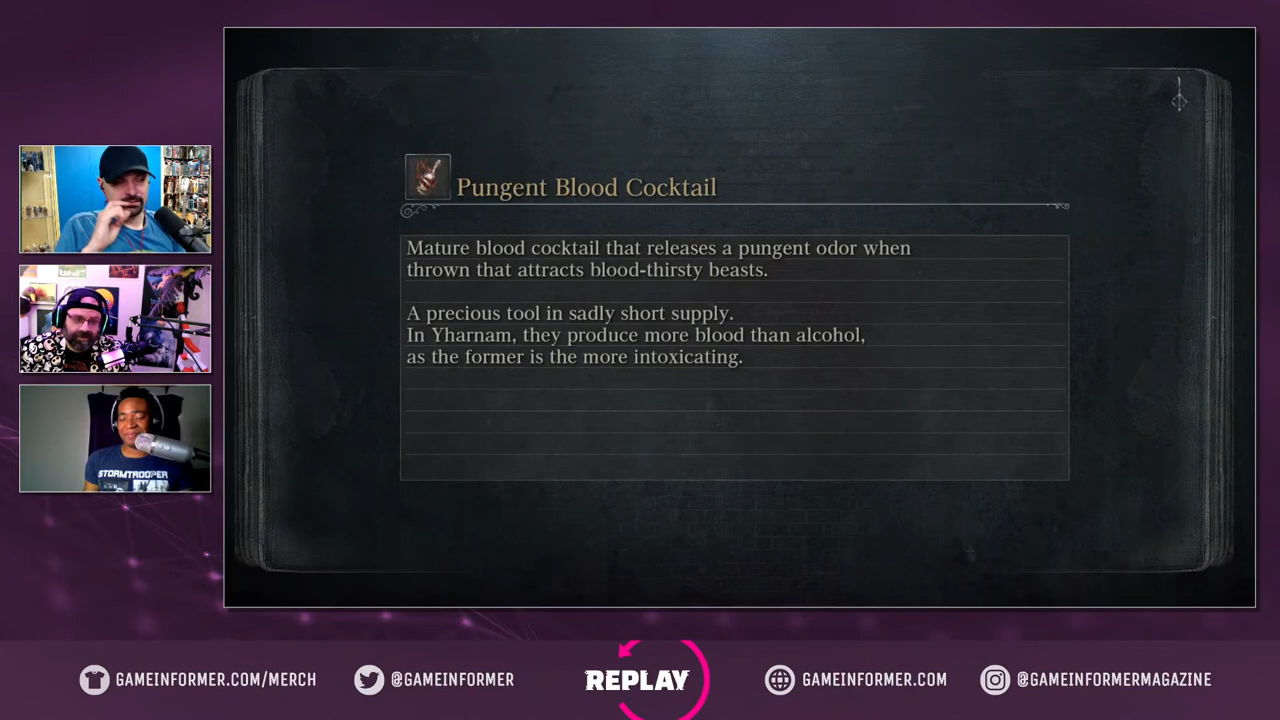 Pungent Blood Cocktail
Mature blood cocktail that releases a pungent odor when
thrown that attracts blood-thirsty beasts.
A precious tool in sadly short supply.
In Yharnam, they produce more blood than alcohol,
as the former is the more intoxicating.
STORMTROOPER
GAMEINFORMER.COM/MERCH
@GAMEINFORMER
REPLAY
GAMEINFORMER.COM
@GAMEINFORMERMAGAZINE